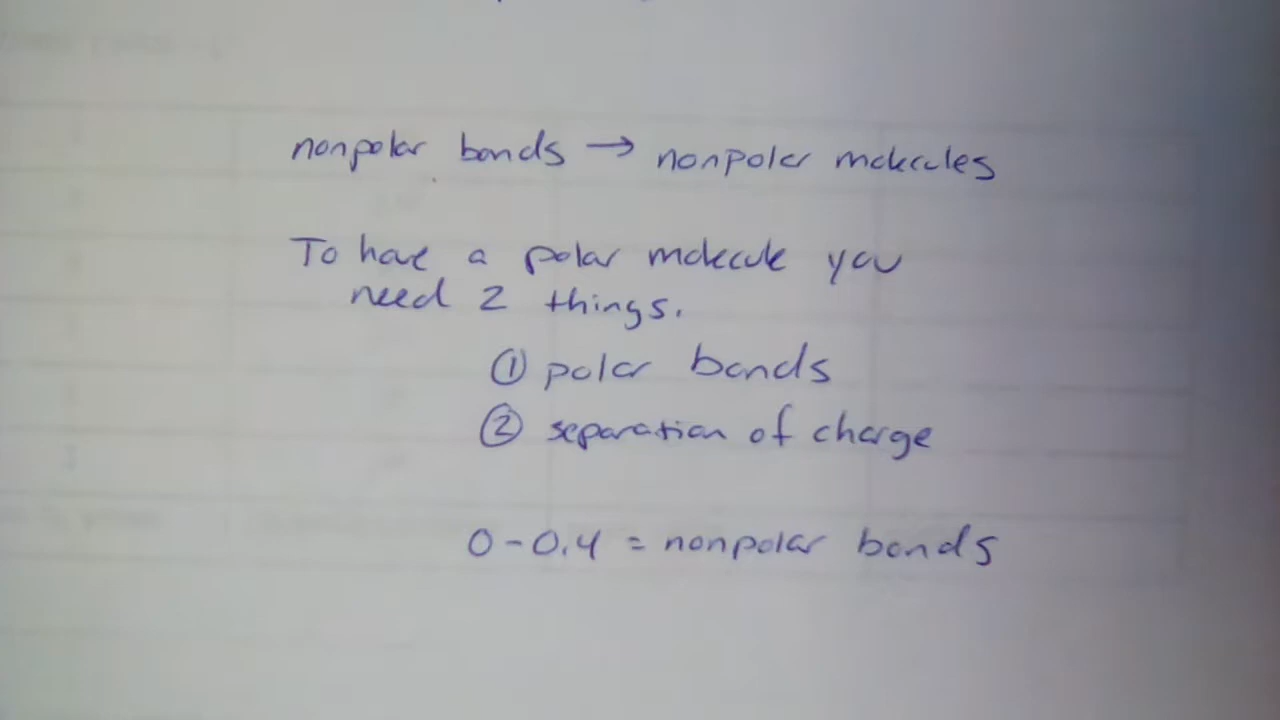 nonpolar bonds → nonpolar molecules
To have a polar molecule you
need 2 things.
① polar bonds
② separation of charge
0-0.4 = nonpolar bonds